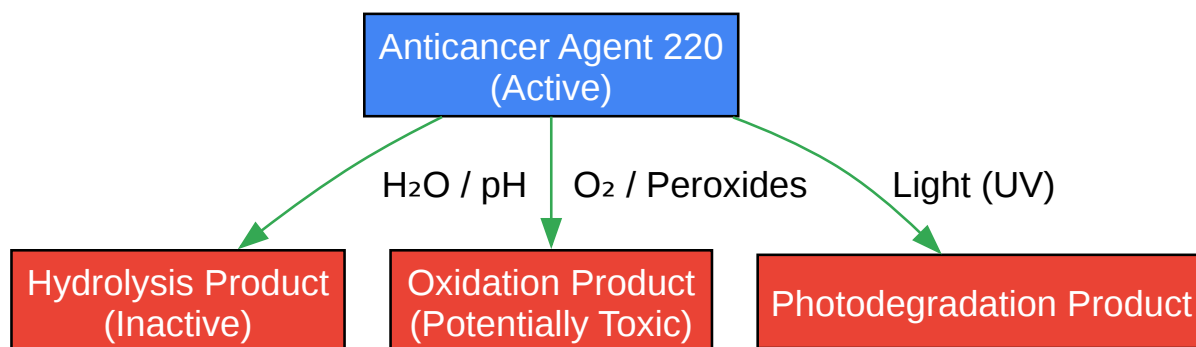 Anticancer Agent 220
(Active)
H₂O / pH
O₂ / Peroxides
Light (UV)
Hydrolysis Product
(Inactive)
Oxidation Product
(Potentially Toxic)
Photodegradation Product